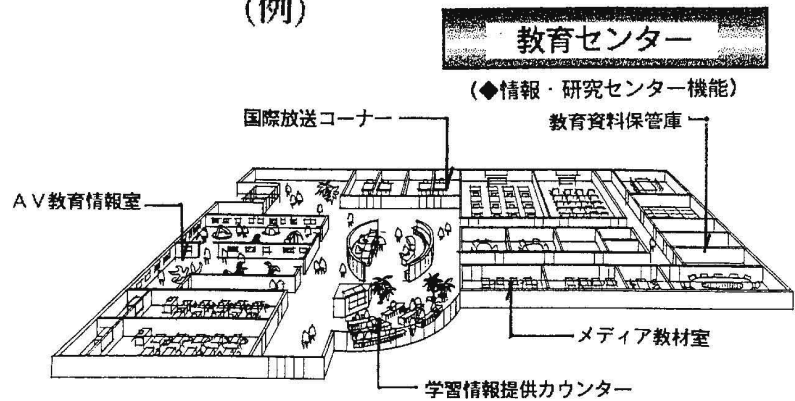 (例)
教育センター
(◆情報・研究センター機能)
国際放送コーナー
教育資料保管庫
AV教育情報室
メディア教材室
学習情報提供カウンター